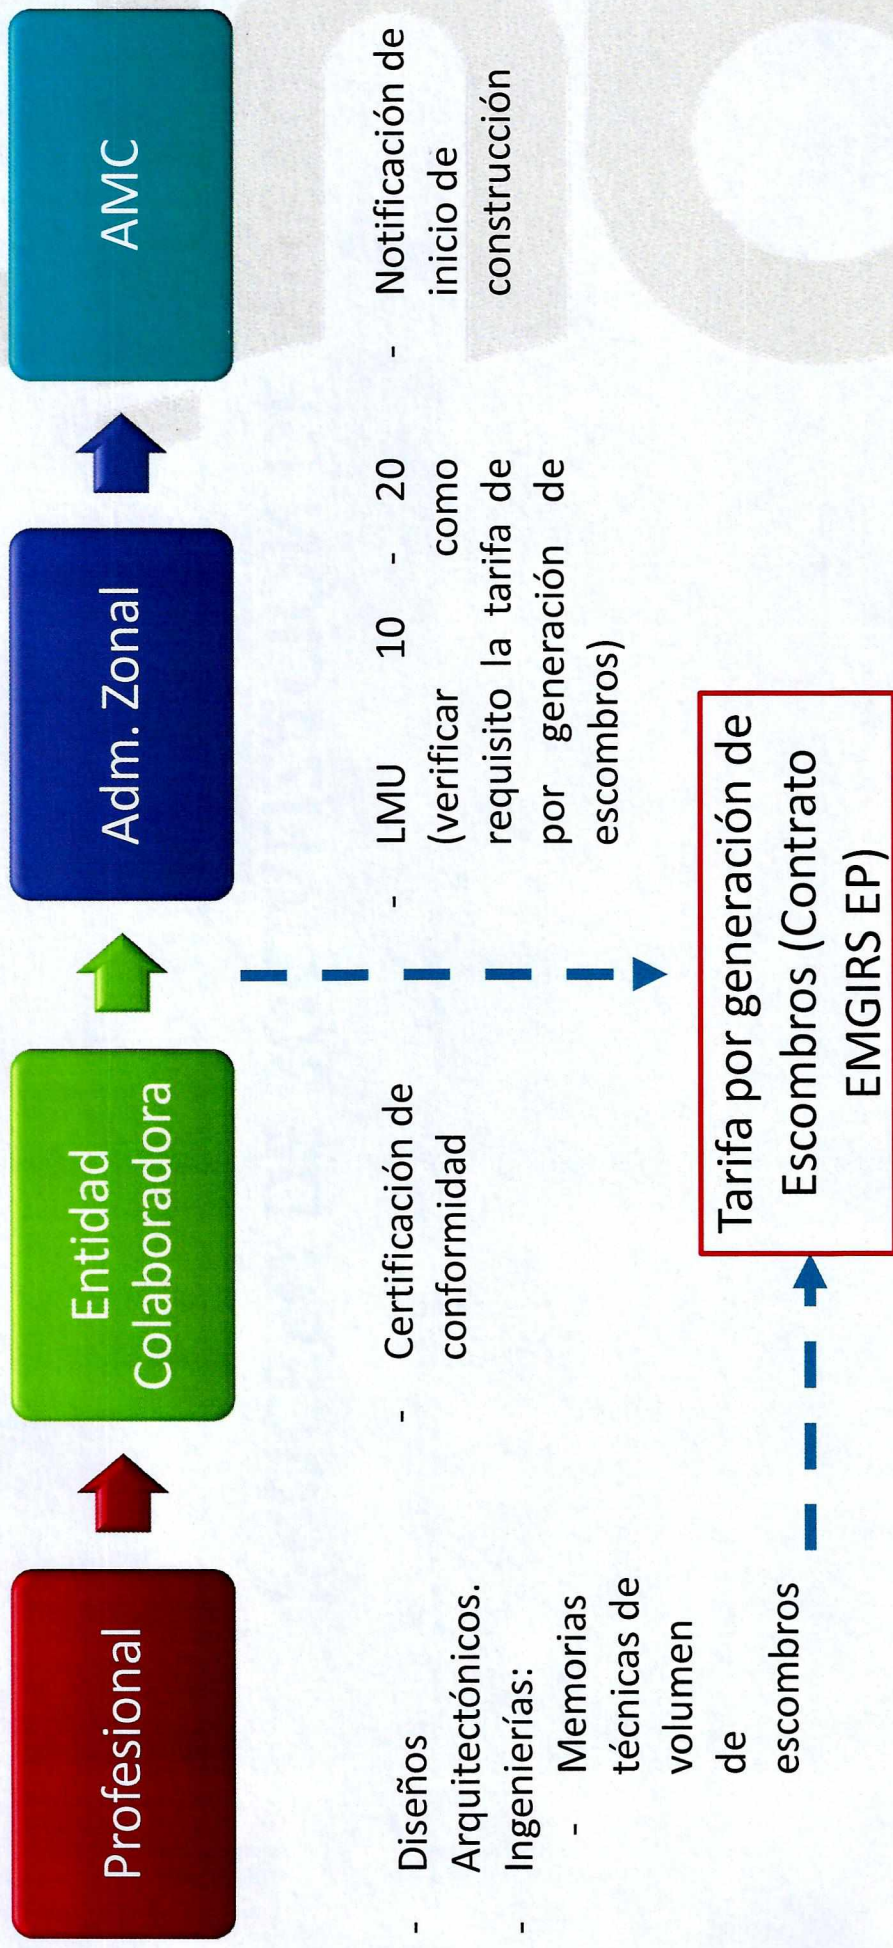 Profesional
Entidad
Colaboradora
Adm. Zonal
AMC
- Diseños
Arquitectónicos.
- Ingenierías:
- Memorias
técnicas de
volumen
de
escombros
- Certificación de
conformidad
- LMU 10 - 20
(verificar como
requisito la tarifa de
por generación de
escombros)
- Notificación de
inicio de
construcción
Tarifa por generación de
Escombros (Contrato
EMGIRS EP)